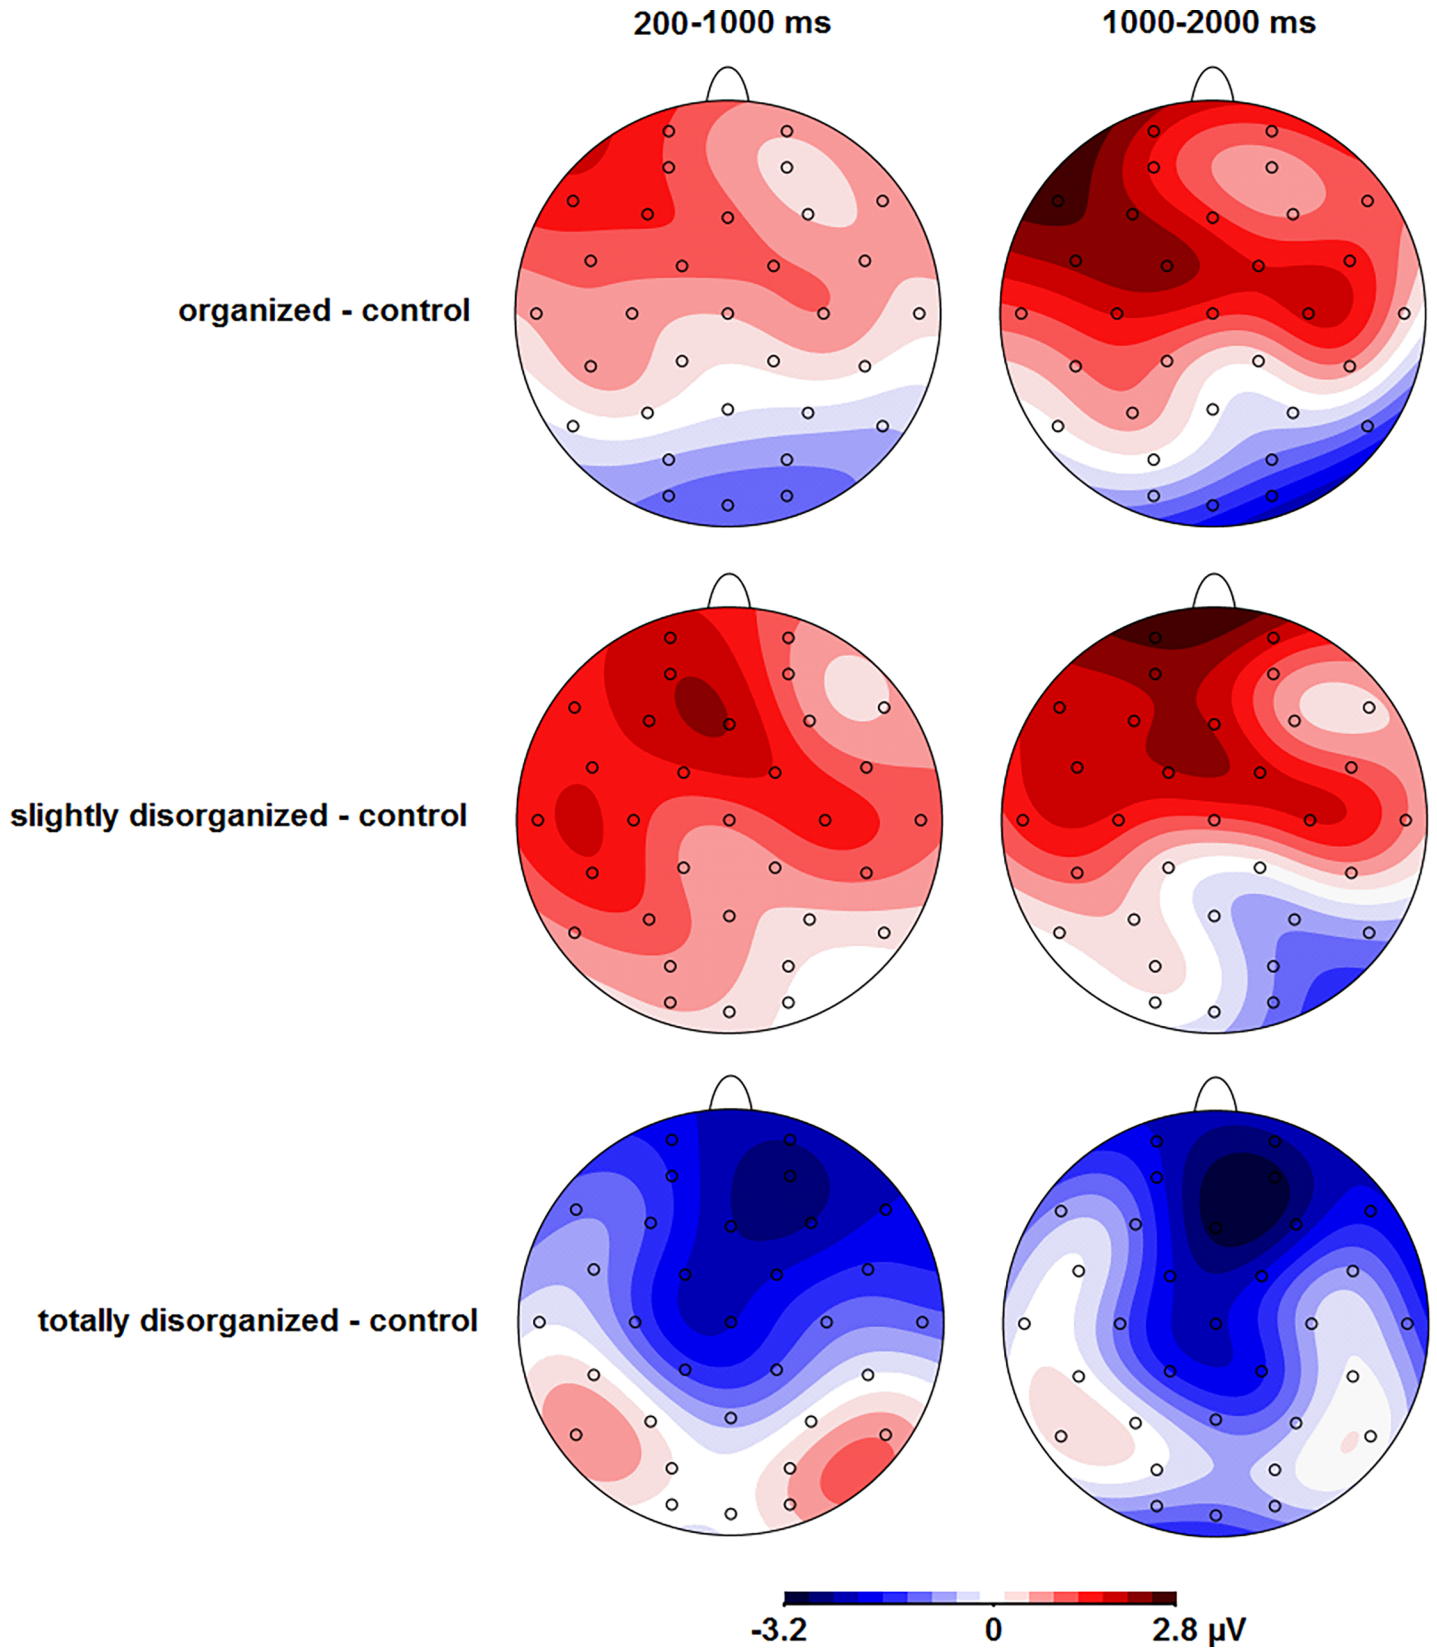 200-1000 ms 1000-2000 ms
organized - control
slightly disorganized - control
totally disorganized - control
-3.2 0 2.8 µV